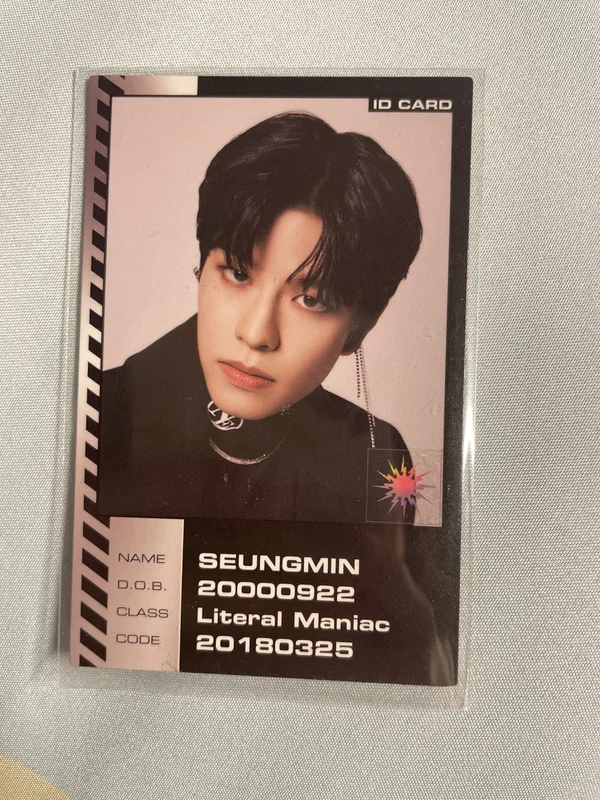 ID CARD
NAME SEUNGMIN
D.O.B. 20000922
CLASS Literal Maniac
CODE 20180325